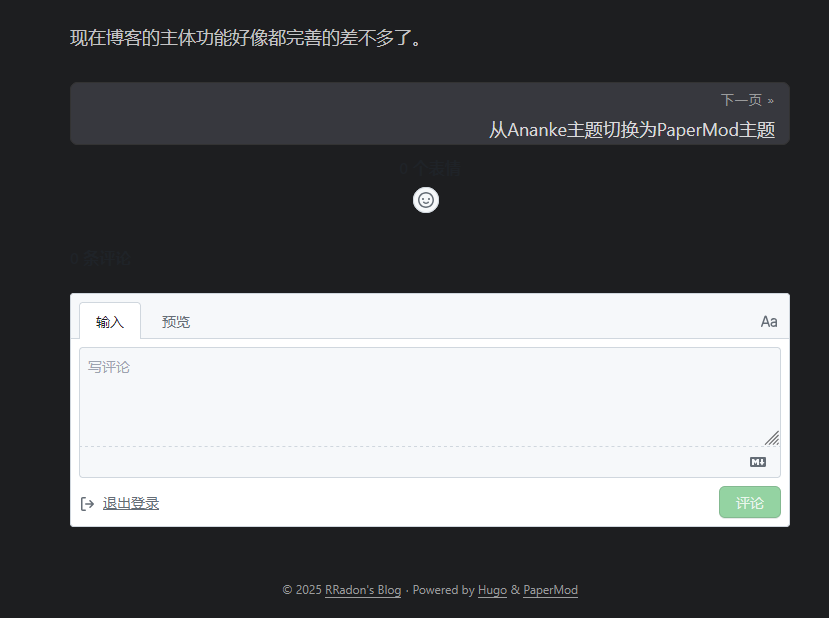 现在博客的主体功能好像都完善的差不多了。
下一页 »
从Ananke主题切换为PaperMod主题
0 个表情
0 条评论
输入 预览 Aa
写评论
退出登录 评论
© 2025 RRadon's Blog · Powered by Hugo & PaperMod